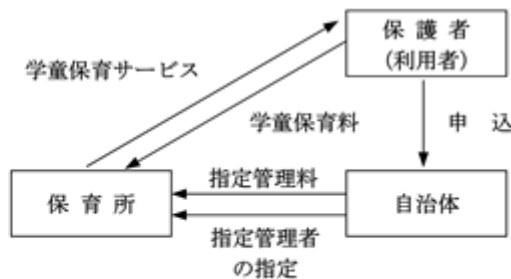 保護者
(利用者)
学童保育サービス
学童保育料
申込
指定管理料
保育所
自治体
指定管理者
の指定